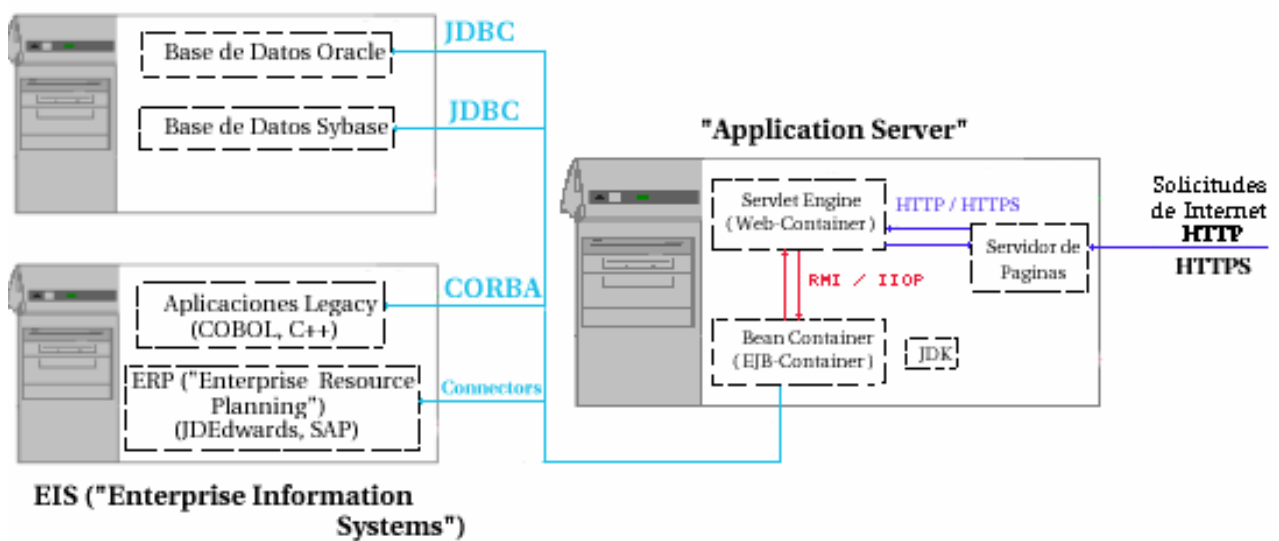 Base de Datos Oracle
JDBC
Base de Datos Sybase
JDBC
Aplicaciones Legacy
(COBOL, C++)
CORBA
ERP ("Enterprise Resource
Planning")
(JDEdwards, SAP)
Connectors
EIS ("Enterprise Information
Systems")
"Application Server"
Servlet Engine
(Web-Container)
HTTP / HTTPS
Servidor de
Paginas
RMI / IIOP
Bean Container
(EJB-Container)
JDK
Solicitudes
de Internet
HTTP
HTTPS